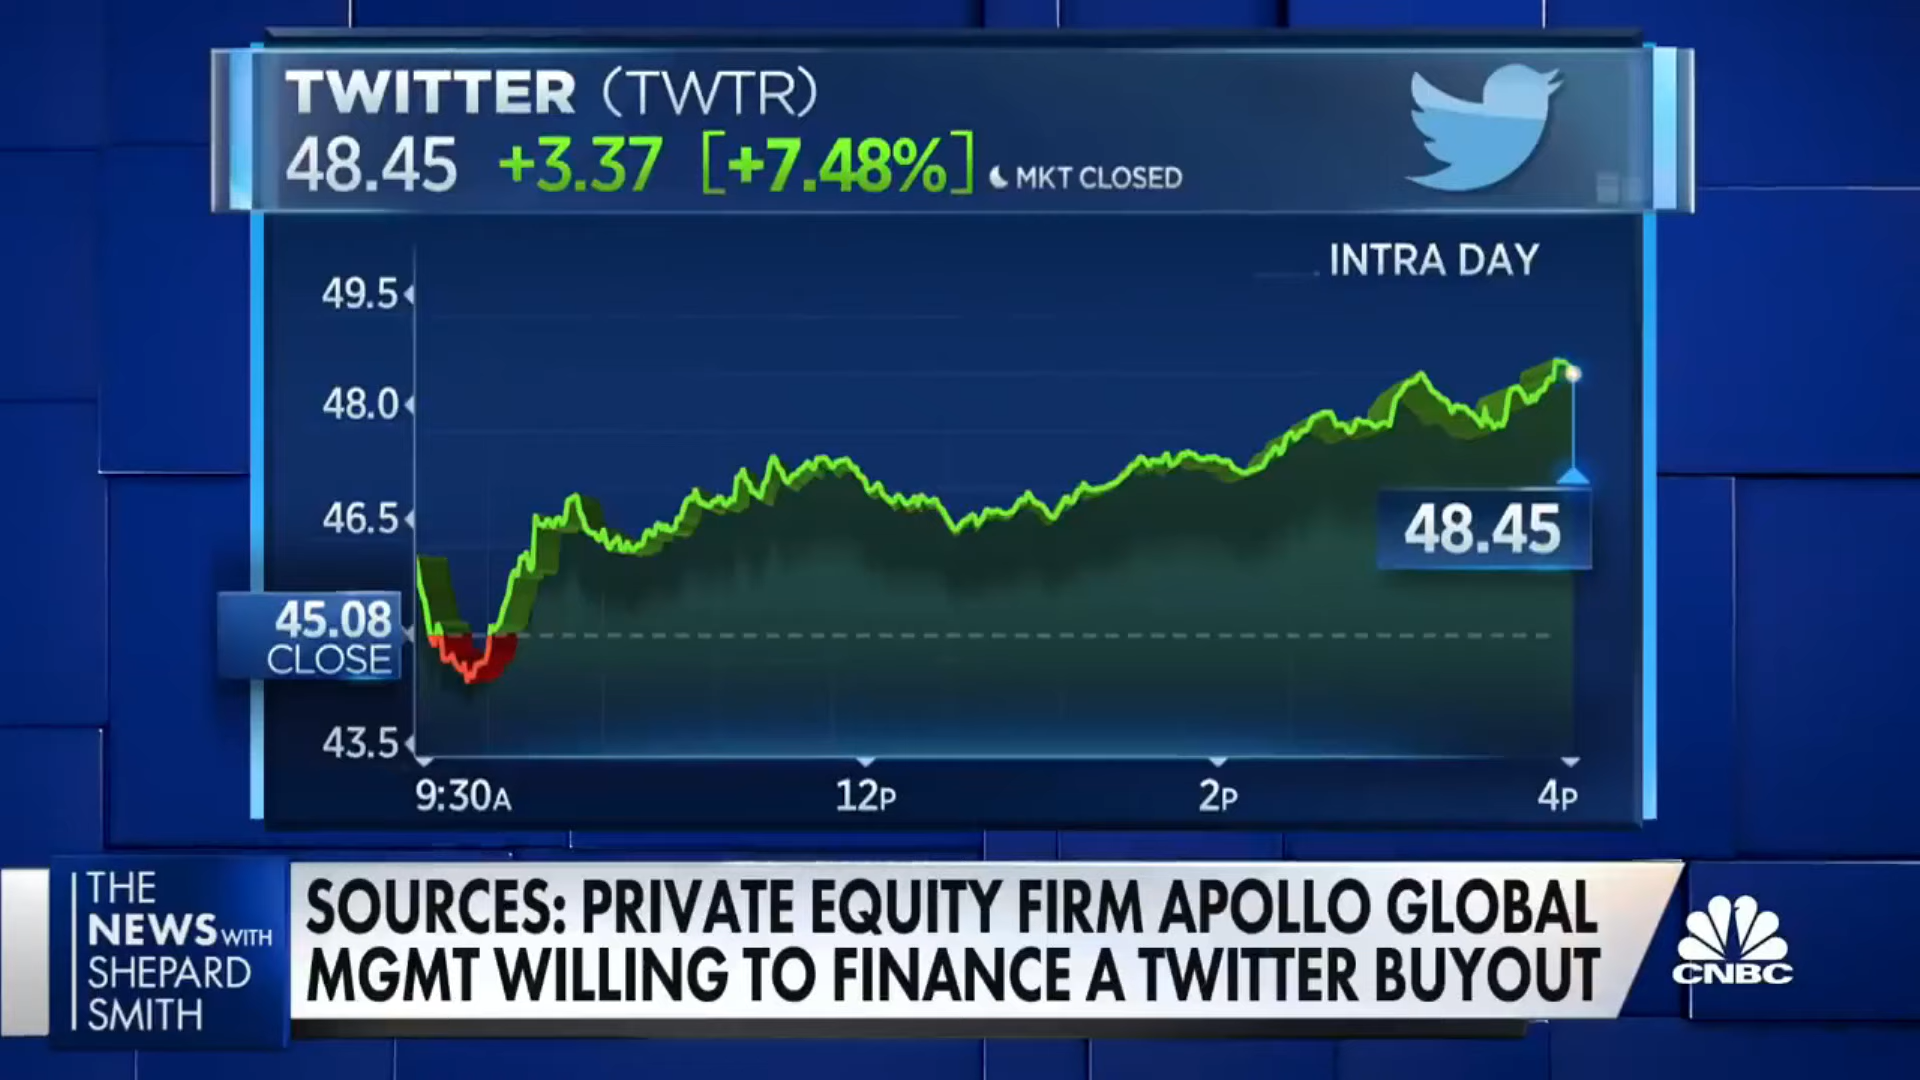 TWITTER (TWTR)
48.45 +3.37 [+7.48%] MKT CLOSED
INTRA DAY
49.5
48.0
46.5
48.45
45.08
CLOSE
43.5
9:30A 12P 2P 4P
THE
NEWS WITH
SHEPARD
SMITH
SOURCES: PRIVATE EQUITY FIRM APOLLO GLOBAL
MGMT WILLING TO FINANCE A TWITTER BUYOUT
CNBC